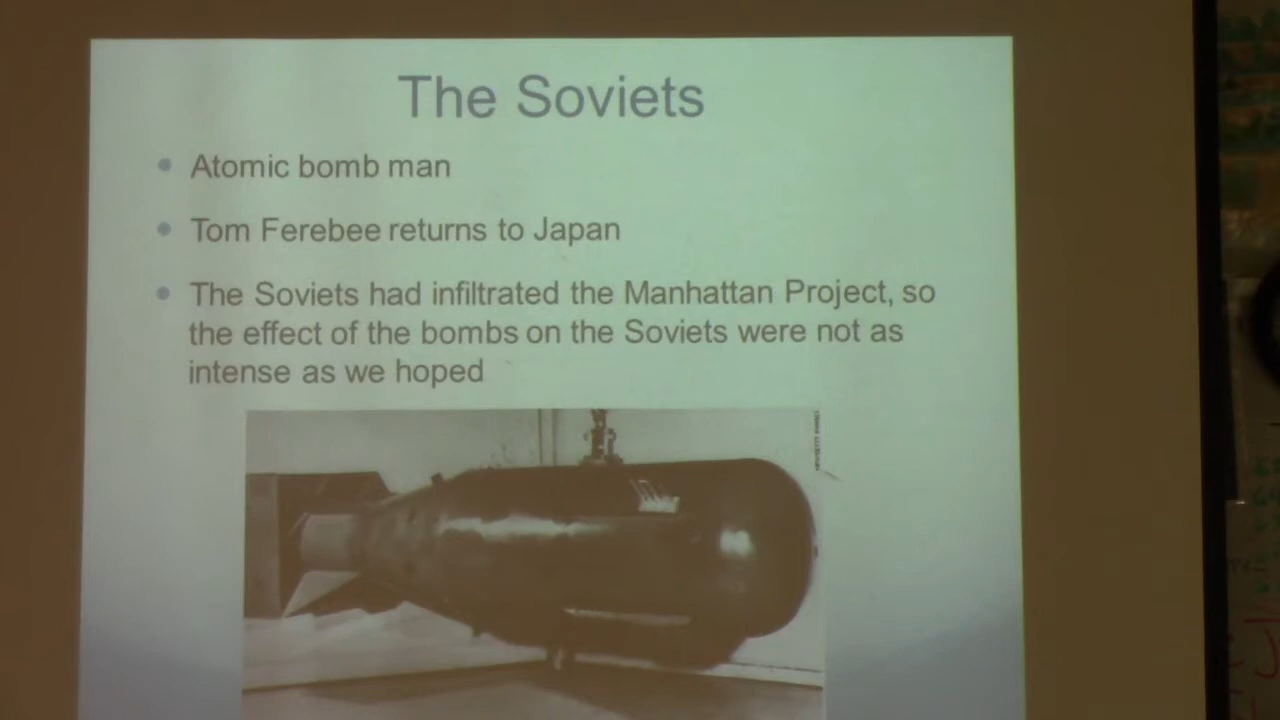 The Soviets
Atomic bomb man
Tom Ferebee returns to Japan
The Soviets had infiltrated the Manhattan Project, so
the effect of the bombs on the Soviets were not as
intense as we hoped